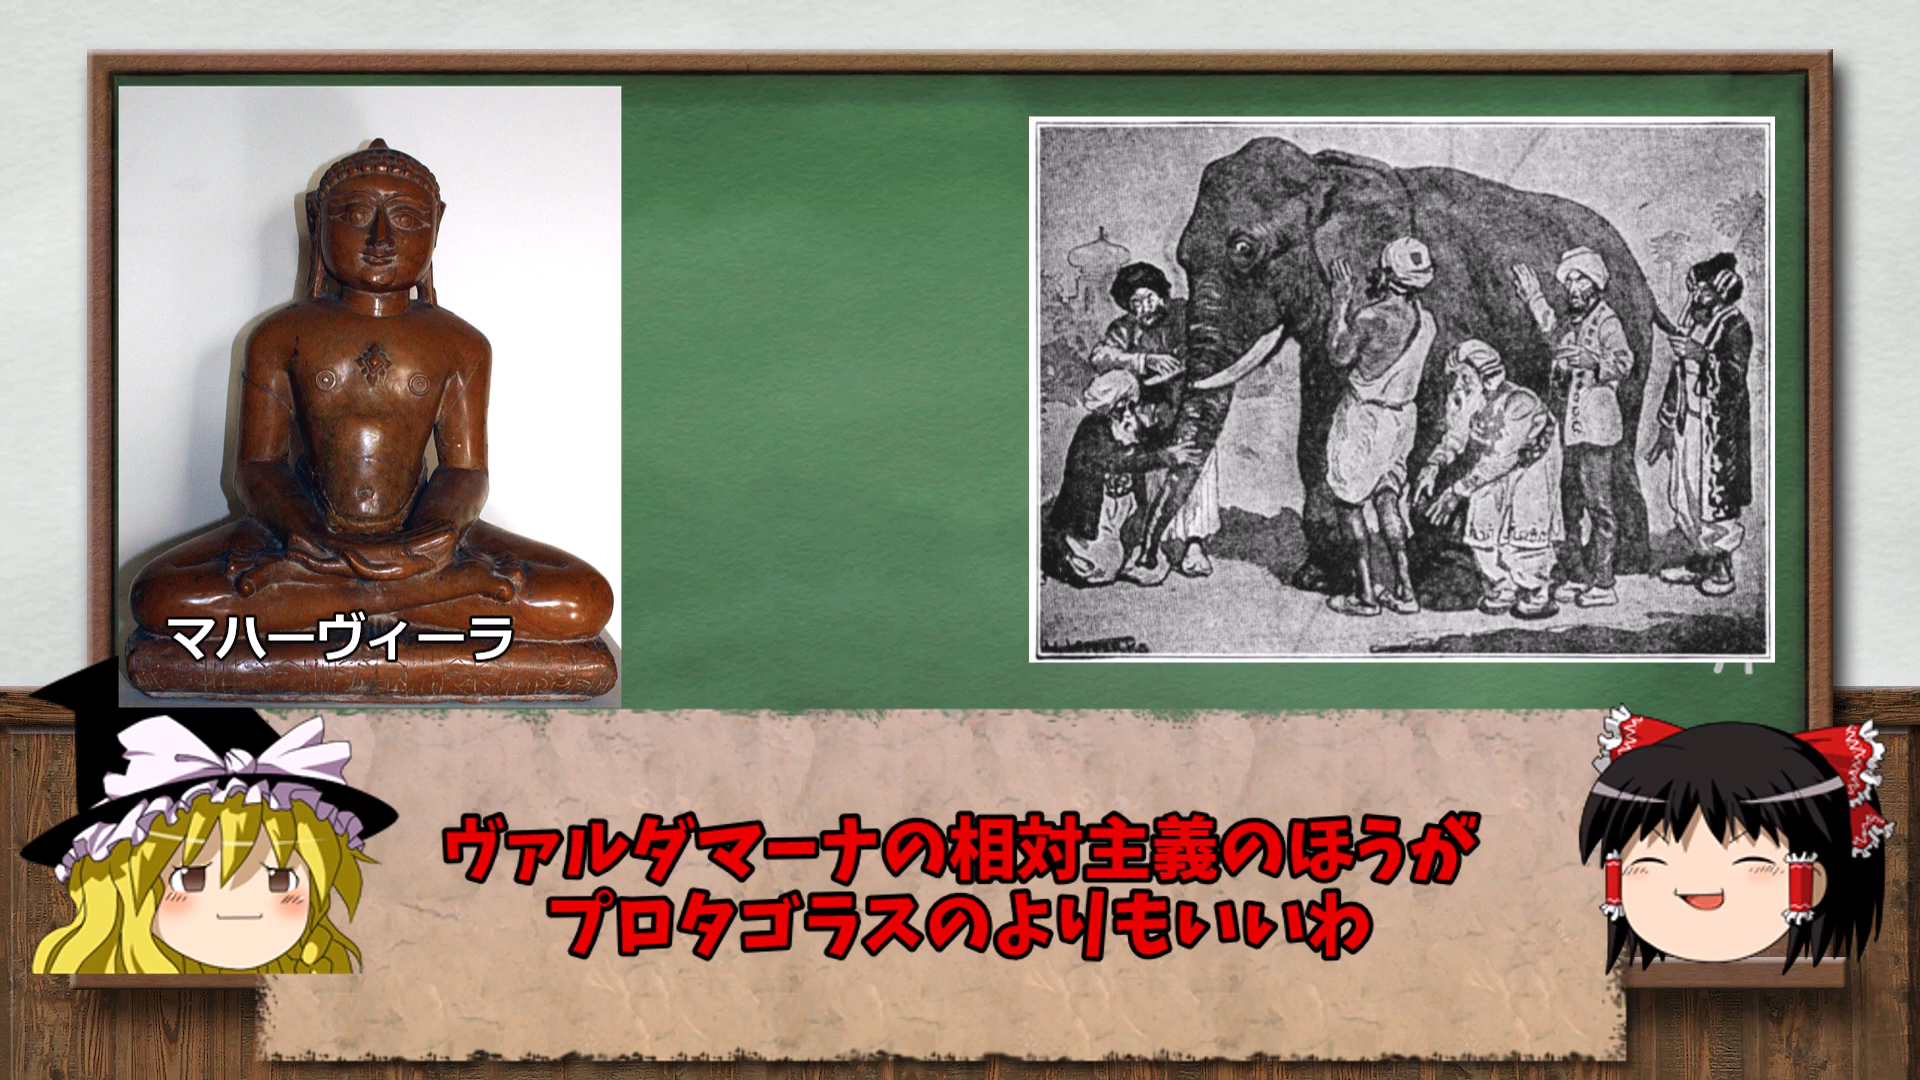 マハーヴィーラ
ヴァルダマーナの相対主義のほうが
プロタゴラスのよりもいいわ